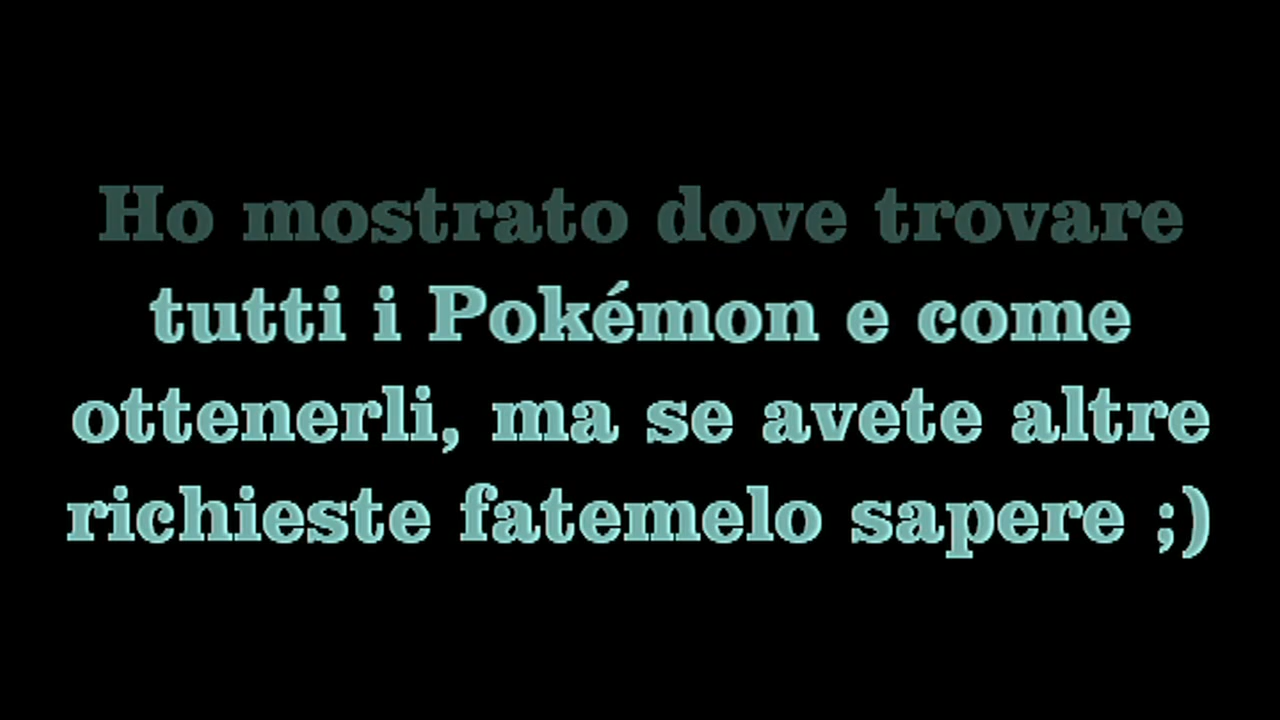 Ho mostrato dove trovare
tutti i Pokémon e come
ottenerli, ma se avete altre
richieste fatemelo sapere ;)